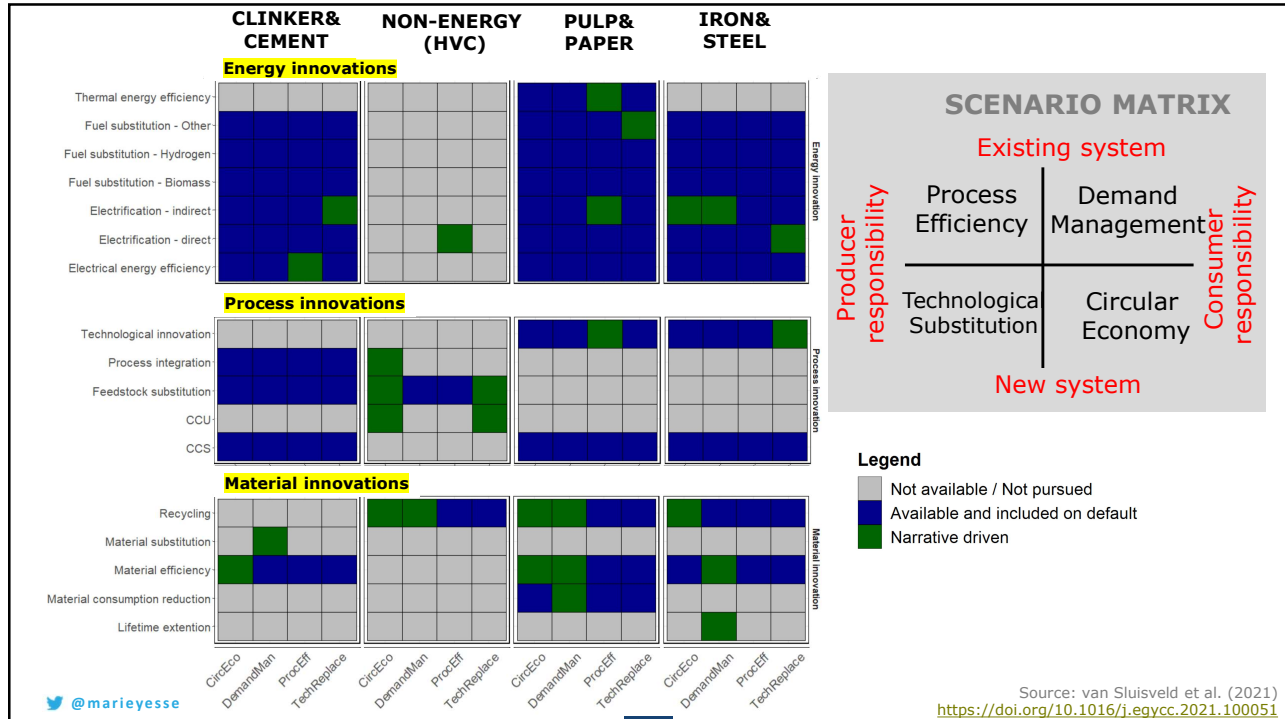 CLINKER&
CEMENT
NON-ENERGY
(HVC)
PULP&
PAPER
IRON&
STEEL
Energy innovations
Thermal energy efficiency
Fuel substitution - Other
Fuel substitution - Hydrogen
Fuel substitution - Biomass
Electrification - indirect
Electrification - direct
Electrical energy efficiency
Energy innovation
Process innovations
Technological innovation
Process integration
Feedstock substitution
CCU
CCS
Process innovation
Material innovations
Recycling
Material substitution
Material efficiency
Material consumption reduction
Lifetime extention
Material innovation
CircEco
DemandMan
ProcEff
TechReplace
CircEco
DemandMan
ProcEff
TechReplace
CircEco
DemandMan
ProcEff
TechReplace
CircEco
DemandMan
ProcEff
TechReplace
SCENARIO MATRIX
Existing system
Producer
responsibility
Process
Efficiency
Demand
Management
Technological
Substitution
Circular
Economy
Consumer
responsibility
New system
Legend
Not available / Not pursued
Available and included on default
Narrative driven
@marieyesse
Source: van Sluisveld et al. (2021)
https://doi.org/10.1016/j.egycc.2021.100051